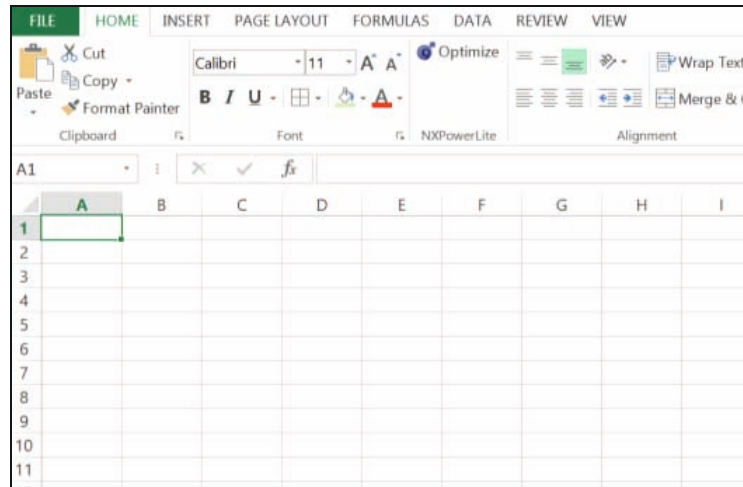 FILE HOME INSERT PAGE LAYOUT FORMULAS DATA REVIEW VIEW
Cut
Copy
Format Painter
Paste
Clipboard
Calibri 11 A A
B I U A
Font
Optimize
NXPowerLite
Wrap Text
Merge &
Alignment
A1 fx
A B C D E F G H I
1
2
3
4
5
6
7
8
9
10
11